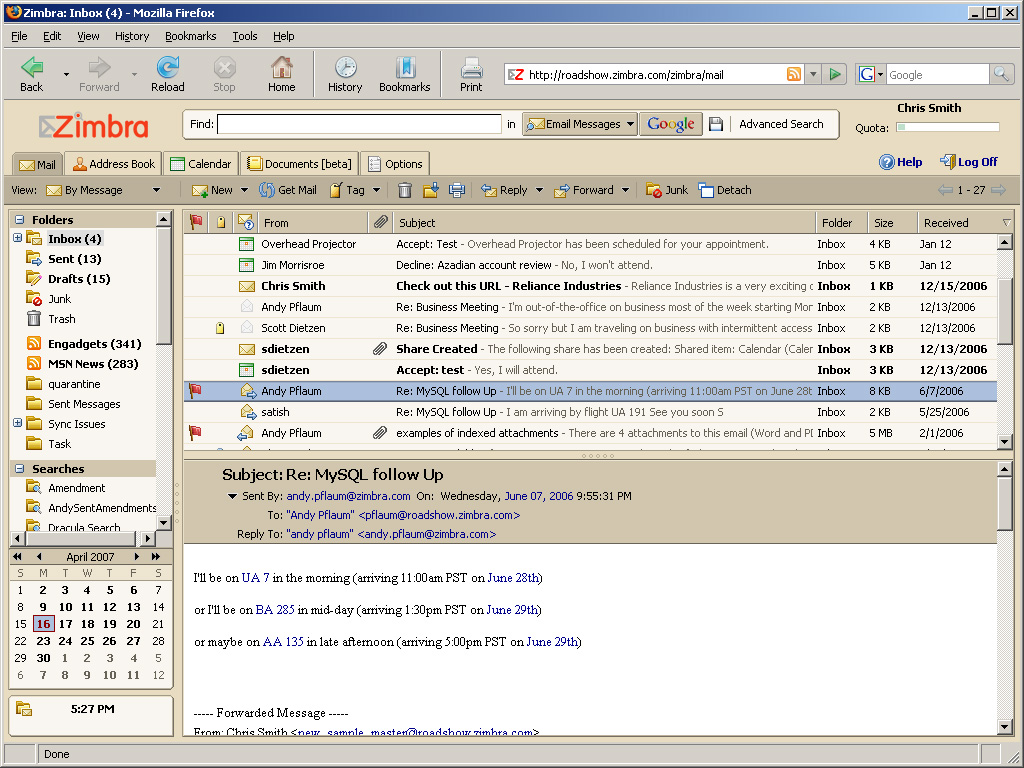 Zimbra: Inbox (4) - Mozilla Firefox
File Edit View History Bookmarks Tools Help
Back Forward Reload Stop Home History Bookmarks Print http://roadshow.zimbra.com/zimbra/mail G Google
Zimbra Find: in Email Messages Google Advanced Search Chris Smith
Quota:
Mail Address Book Calendar Documents [beta] Options Help Log Off
View: By Message New Get Mail Tag Reply Forward Junk Detach 1 - 27
Folders
Inbox (4)
Sent (13)
Drafts (15)
Junk
Trash
Engadgets (341)
MSN News (283)
quarantine
Sent Messages
Sync Issues
Task
Searches
Amendment
AndySentAmendments
Dracula Search
April 2007
S M T W T F S
1 2 3 4 5 6 7
8 9 10 11 12 13 14
15 16 17 18 19 20 21
22 23 24 25 26 27 28
29 30 1 2 3 4 5
6 7 8 9 10 11 12
5:27 PM
From Subject Folder Size Received
Overhead Projector Accept: Test - Overhead Projector has been scheduled for your appointment. Inbox 4 KB Jan 12
Jim Morrisroe Decline: Azadian account review - No, I won't attend. Inbox 5 KB Jan 12
Chris Smith Check out this URL - Reliance Industries - Reliance Industries is a very exciting c Inbox 1 KB 12/15/2006
Andy Pflaum Re: Business Meeting - I'm out-of-the-office on business most of the week starting Mor Inbox 2 KB 12/13/2006
Scott Dietzen Re: Business Meeting - So sorry but I am traveling on business with intermittent access Inbox 2 KB 12/13/2006
sdietzen Share Created - The following share has been created: Shared item: Calendar (Caler Inbox 3 KB 12/13/2006
sdietzen Accept: test - Yes, I will attend. Inbox 3 KB 12/13/2006
Andy Pflaum Re: MySQL follow Up - I'll be on UA 7 in the morning (arriving 11:00am PST on June 28t Inbox 8 KB 6/7/2006
satish Re: MySQL follow Up - I am arriving by flight UA 191 See you soon S Inbox 2 KB 5/25/2006
Andy Pflaum examples of indexed attachments - There are 4 attachments to this email (Word and PI Inbox 5 MB 2/1/2006
Subject: Re: MySQL follow Up
Sent By: andy.pflaum@zimbra.com On: Wednesday, June 07, 2006 9:55:31 PM
To: "Andy Pflaum" <pflaum@roadshow.zimbra.com>
Reply To: "andy pflaum" <andy.pflaum@zimbra.com>
I'll be on UA 7 in the morning (arriving 11:00am PST on June 28th)
or I'll be on BA 285 in mid-day (arriving 1:30pm PST on June 29th)
or maybe on AA 135 in late afternoon (arriving 5:00pm PST on June 29th)
----- Forwarded Message -----
From: Chris Smith <new_sample_master@roadshow.zimbra.com>
Done